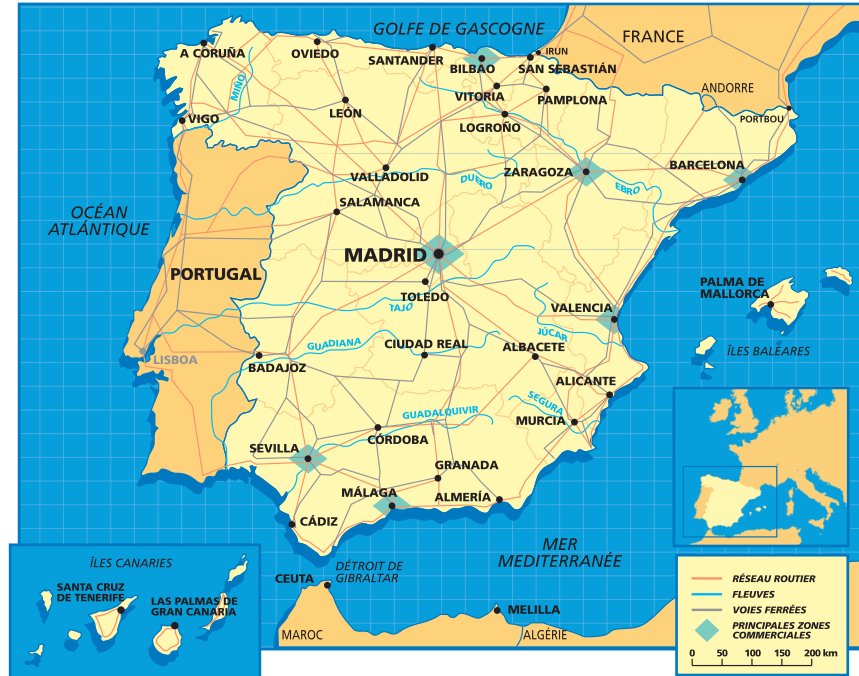 GOLFE DE GASCOGNE
FRANCE
A CORUÑA
OVIEDO
SANTANDER
BILBAO
IRUN
SAN SÉBASTIÁN
ANDORRE
MIÑO
VITORIA
PAMPLONA
VIGO
LEÓN
LOGROÑO
PORTBOU
VALLADOLID
DUERO
ZARAGOZA
EBRO
BARCELONA
SALAMANCA
OCÉAN
ATLÁNTIQUE
MADRID
PORTUGAL
TOLEDO
TAJO
VALENCIA
PALMA DE
MALLORCA
LISBOA
GUADIANA
CIUDAD REAL
JÚCAR
ALBACETE
ÎLES BALÉARES
BADAJOZ
ALICANTE
GUADALQUIVIR
SEGURA
MURCIA
SEVILLA
CÓRDOBA
GRANADA
MÁLAGA
ALMERÍA
CÁDIZ
MER
MEDITERRANÉE
DÉTROIT DE
GIBRALTAR
CEUTA
MELILLA
MAROC
ALGÉRIE
ÎLES CANARIES
SANTA CRUZ
DE TENERIFE
LAS PALMAS DE
GRAN CANARIA
RÉSEAU ROUTIER
FLEUVES
VOIES FERRÉES
PRINCIPALES ZONES
COMMERCIALES
0 50 100 150 200 km